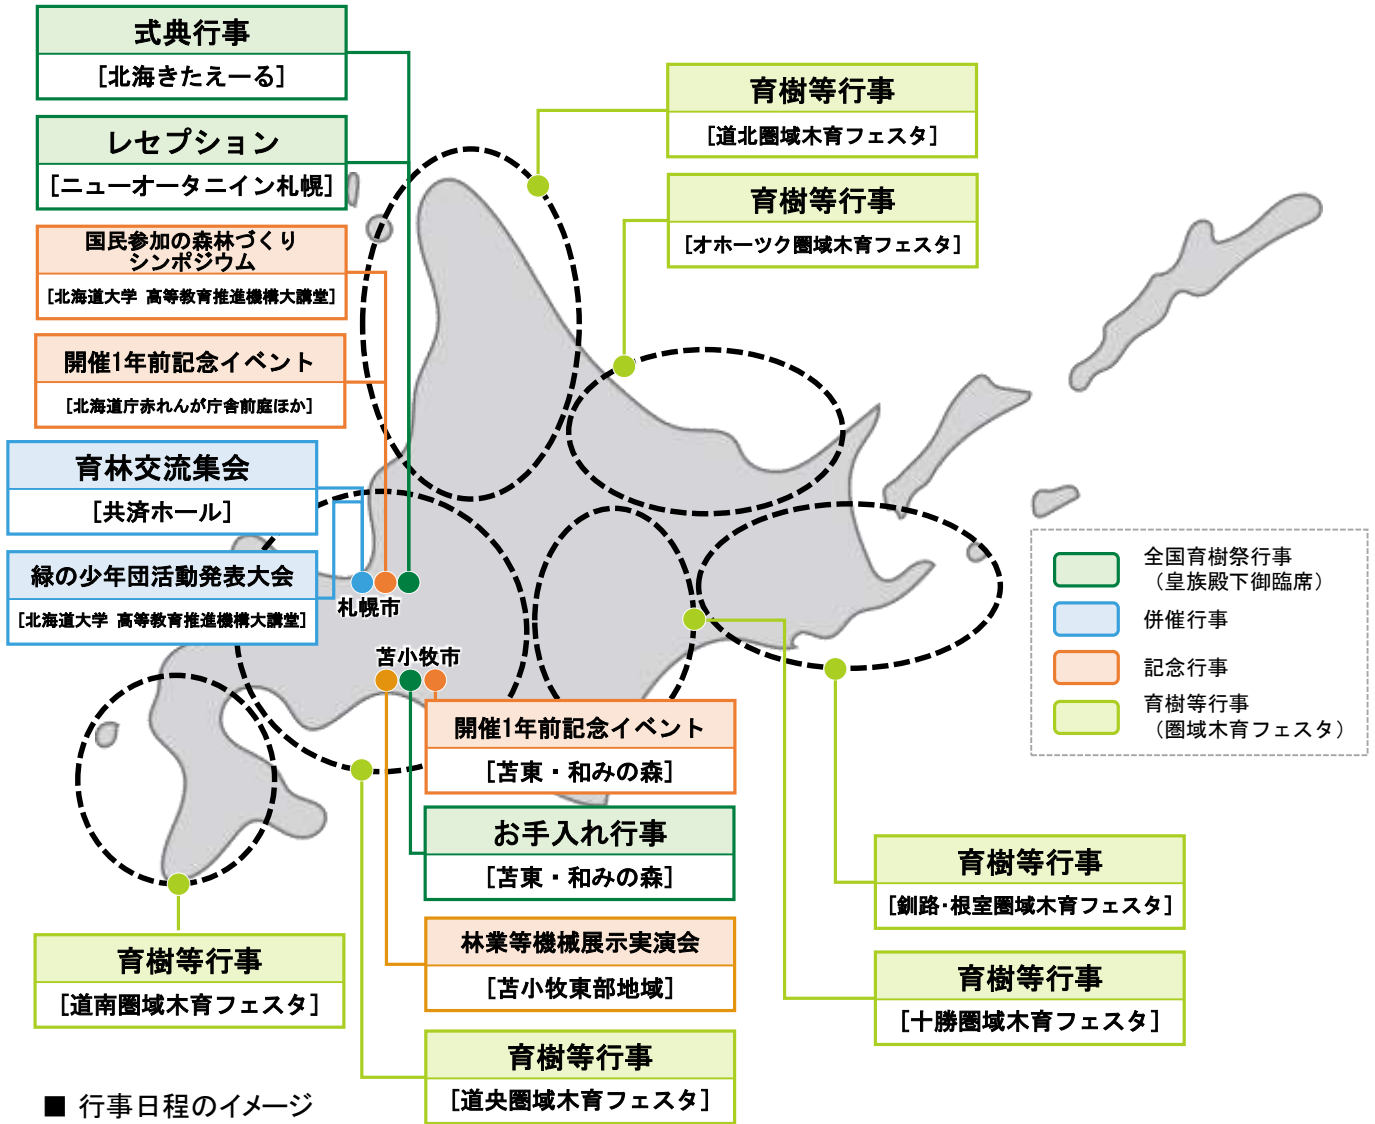 式典行事
[北海きたえーる]
レセプション
[ニューオータニイン札幌]
国民参加の森林づくり
シンポジウム
[北海道大学 高等教育推進機構大講堂]
開催1年前記念イベント
[北海道庁赤れんが庁舎前庭ほか]
育林交流集会
[共済ホール]
緑の少年団活動発表大会
[北海道大学 高等教育推進機構大講堂]
育樹等行事
[道北圏域木育フェスタ]
育樹等行事
[オホーツク圏域木育フェスタ]
札幌市
苫小牧市
開催1年前記念イベント
[苫東・和みの森]
お手入れ行事
[苫東・和みの森]
林業等機械展示実演会
[苫小牧東部地域]
育樹等行事
[道央圏域木育フェスタ]
育樹等行事
[道南圏域木育フェスタ]
全国育樹祭行事
（皇族殿下御臨席）
併催行事
記念行事
育樹等行事
（圏域木育フェスタ）
育樹等行事
[釧路･根室圏域木育フェスタ]
育樹等行事
[十勝圏域木育フェスタ]
■ 行事日程のイメージ